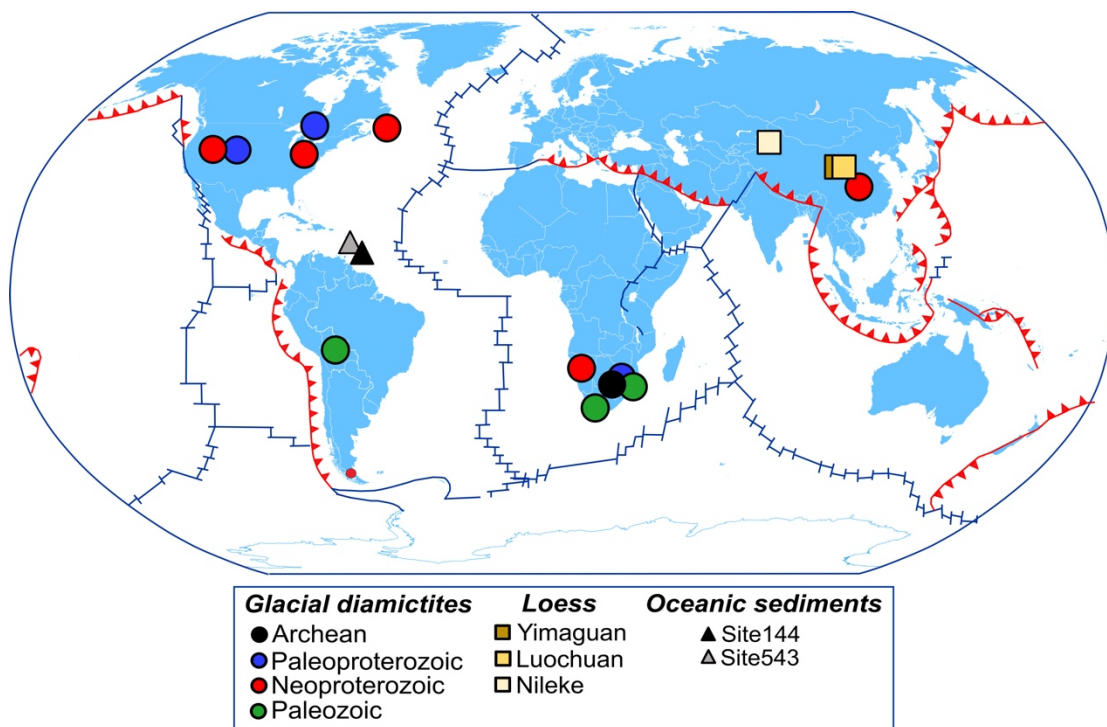 Glacial diamictites Loess Oceanic sediments
Archean Yimaguan Site144
Paleoproterozoic Luochuan Site543
Neoproterozoic Nileke
Paleozoic